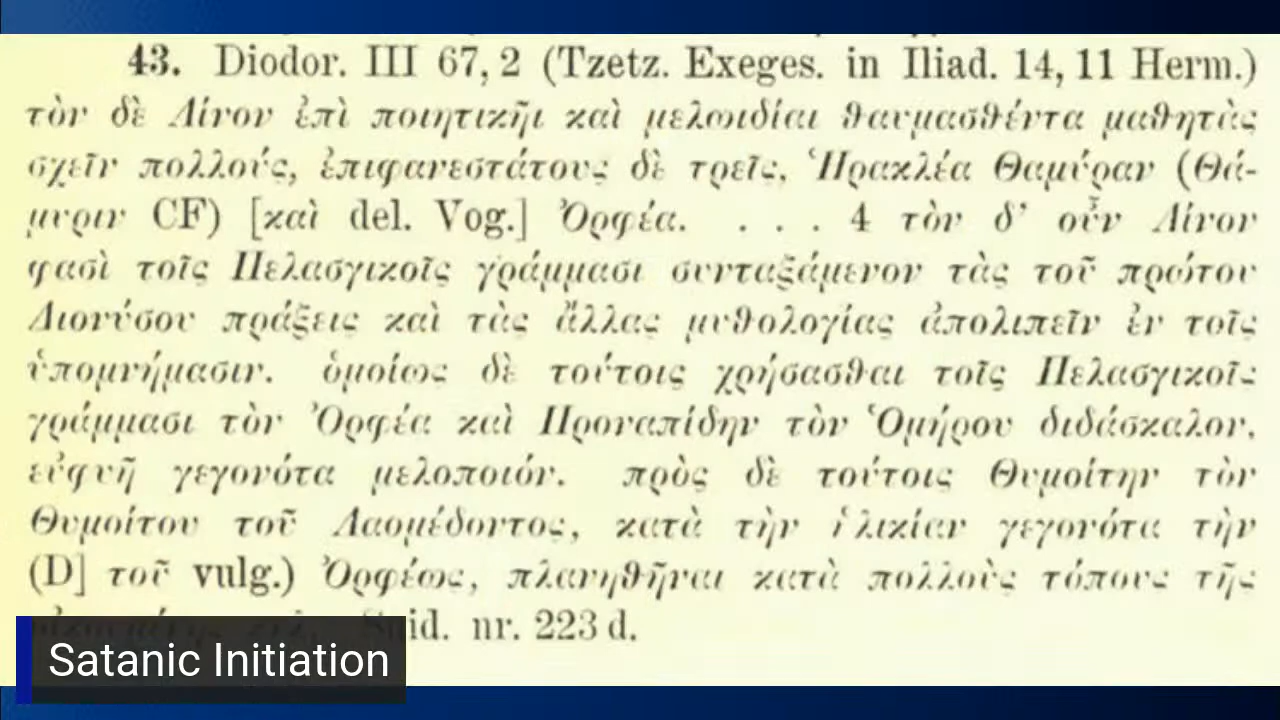 43. Diodor. III 67, 2 (Tzetz. Exeges. in Iliad. 14, 11 Herm.)
τὸν δὲ Λίνον ἐπὶ ποιητικῆι καὶ μελωιδίαι θαυμασθέντα μαθητὰς
σχεῖν πολλούς, ἐπιφανεστάτους δὲ τρεῖς, Ἡρακλέα Θαμύραν (Θά-
μυριν CF) [καὶ del. Vog.] Ὀρφέα. . . . 4 τὸν δ’ οὖν Λίνον
φασὶ τοῖς Πελασγικοῖς γράμμασι συνταξάμενον τὰς τοῦ πρώτου
Διονύσου πράξεις καὶ τὰς ἄλλας μυθολογίας ἀπολιπεῖν ἐν τοῖς
ὑπομνήμασιν. ὁμοίως δὲ τούτοις χρήσασθαι τοῖς Πελασγικοῖς
γράμμασι τὸν Ὀρφέα καὶ Προναπίδην τὸν Ὁμήρου διδάσκαλον,
εὐφυῆ γεγονότα μελοποιόν. πρὸς δὲ τούτοις Θυμοίτην τὸν
Θυμοίτου τοῦ Λαομέδοντος, κατὰ τὴν ἡλικίαν γεγονότα τὴν
(D] τοῦ vulg.) Ὀρφέως, πλανηθῆναι κατὰ πολλοὺς τόπους τῆς
nr. 223 d.
Satanic Initiation